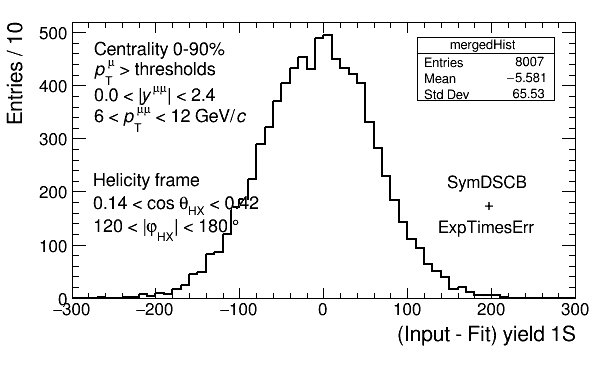 Entries / 10
500
400
300
200
100
0
Centrality 0-90%
p_T^μ > thresholds
0.0 < |y^μμ| < 2.4
6 < p_T^μμ < 12 GeV/c
Helicity frame
0.14 < cos θ_HX < 0.42
120 < |φ_HX| < 180 °
mergedHist
Entries 8007
Mean −5.581
Std Dev 65.53
SymDSCB
+
ExpTimesErr
−300 −200 −100 0 100 200 300
(Input - Fit) yield 1S